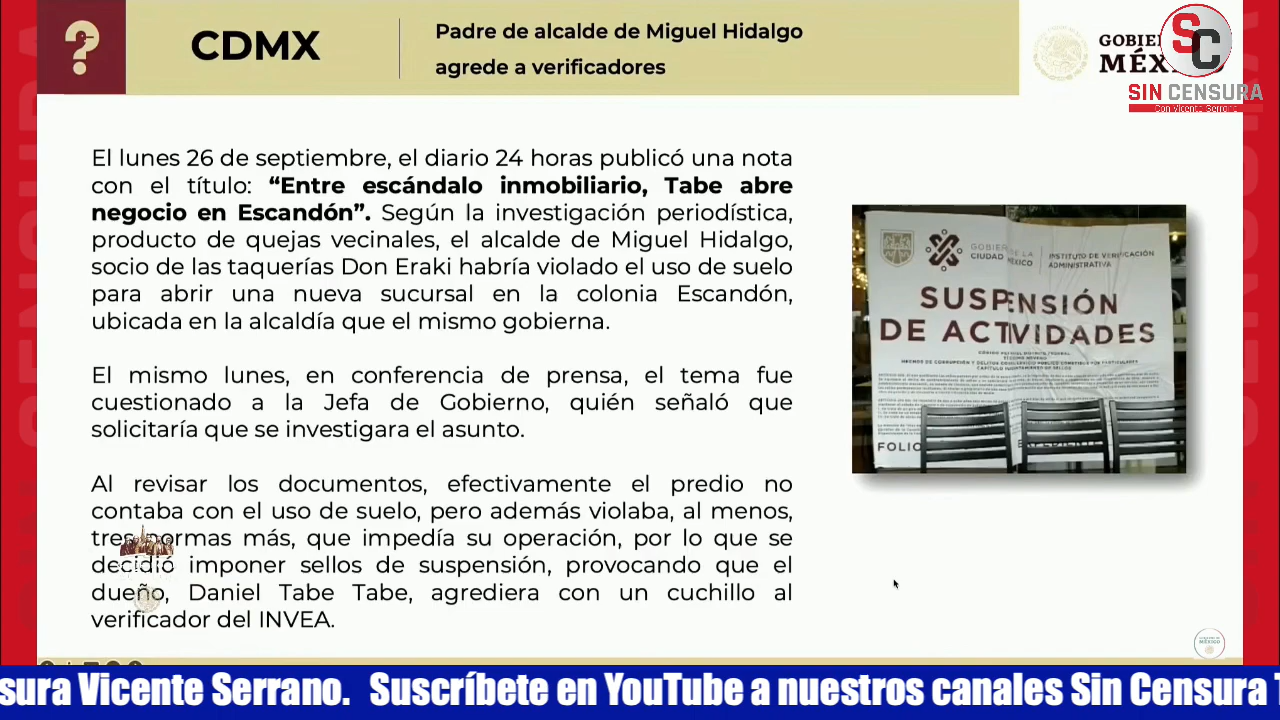 CDMX
Padre de alcalde de Miguel Hidalgo
agrede a verificadores
GOBIE
MÉXICO
SC
SIN CENSURA
Con Vicente Serrano
El lunes 26 de septiembre, el diario 24 horas publicó una nota
con el título: “Entre escándalo inmobiliario, Tabe abre
negocio en Escandón”. Según la investigación periodística,
producto de quejas vecinales, el alcalde de Miguel Hidalgo,
socio de las taquerías Don Eraki habría violado el uso de suelo
para abrir una nueva sucursal en la colonia Escandón,
ubicada en la alcaldía que el mismo gobierna.
El mismo lunes, en conferencia de prensa, el tema fue
cuestionado a la Jefa de Gobierno, quién señaló que
solicitaría que se investigara el asunto.
Al revisar los documentos, efectivamente el predio no
contaba con el uso de suelo, pero además violaba, al menos,
tres normas más, que impedía su operación, por lo que se
decidió imponer sellos de suspensión, provocando que el
dueño, Daniel Tabe Tabe, agrediera con un cuchillo al
verificador del INVEA.
GOBIERNO DE LA
CIUDAD DE MÉXICO
INSTITUTO DE VERIFICACIÓN
ADMINISTRATIVA
SUSPENSIÓN
DE ACTIVIDADES
FOLIO
EXPEDIENTE
sura Vicente Serrano. Suscríbete en YouTube a nuestros canales Sin Censura T